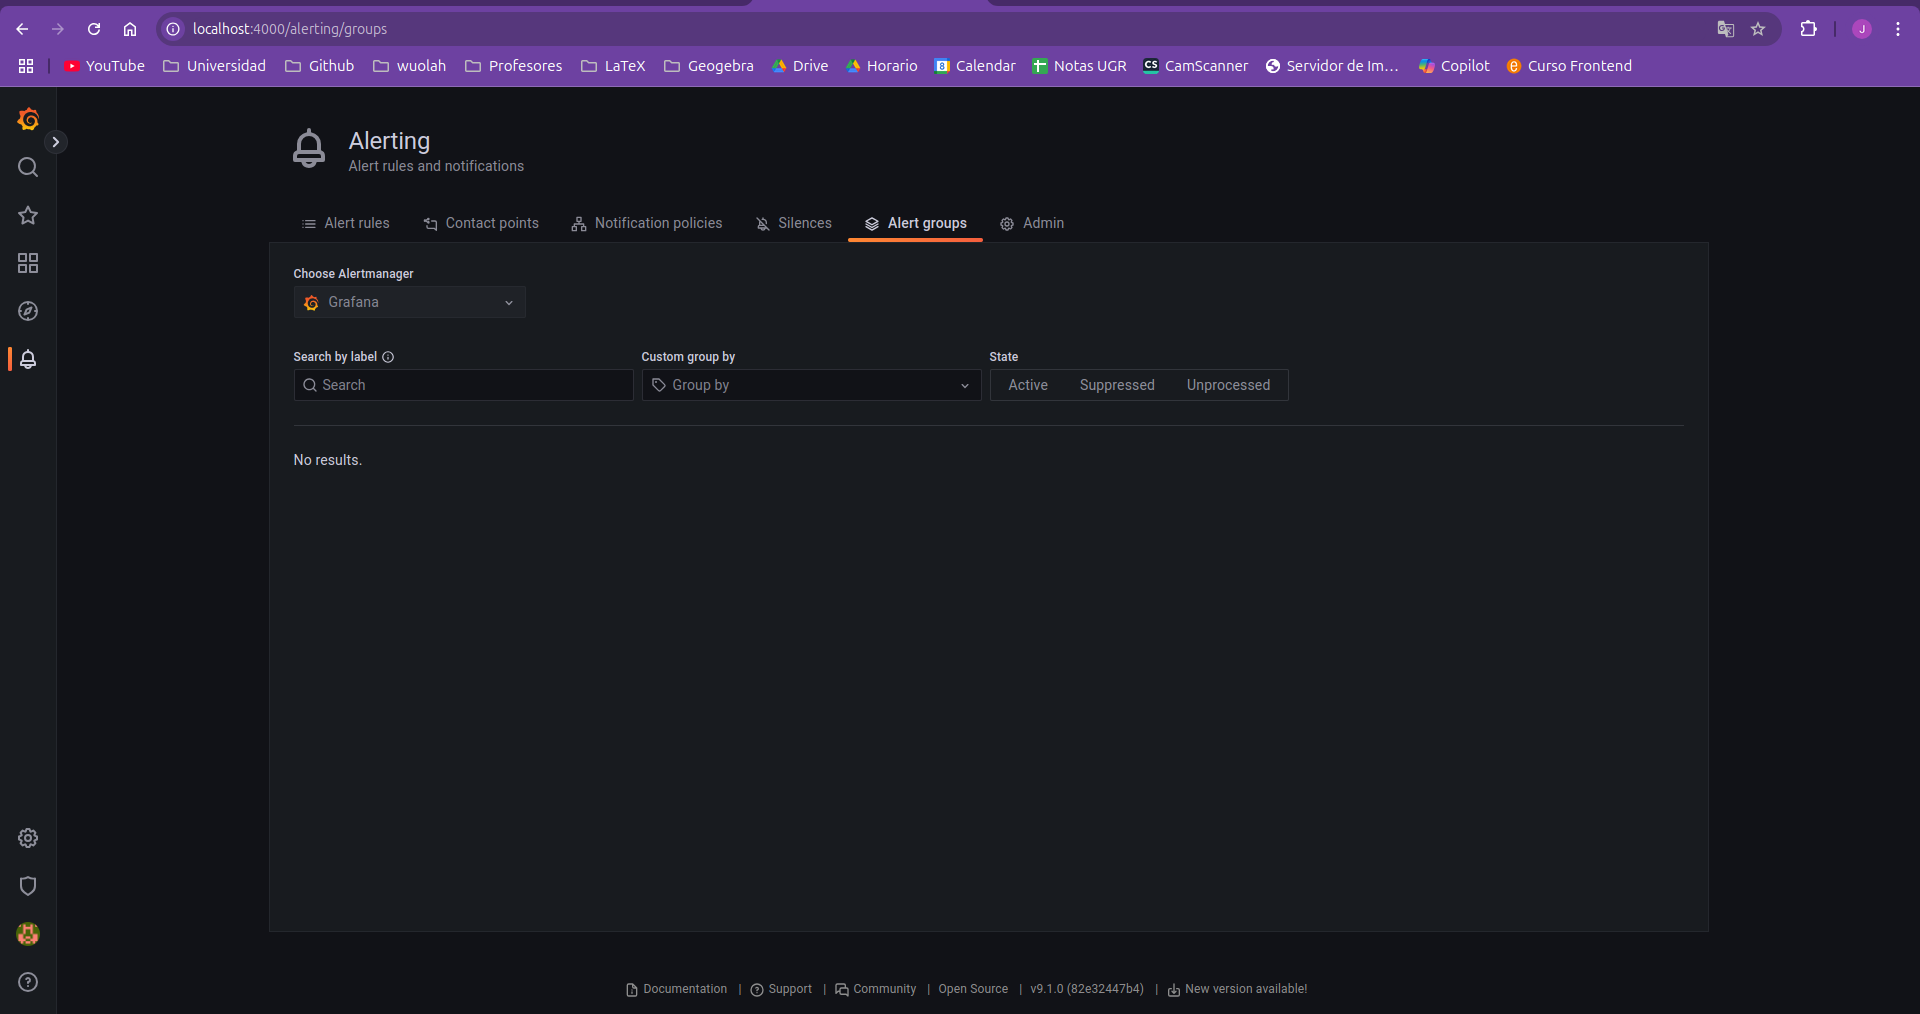 localhost:4000/alerting/groups
J
YouTube Universidad Github wuolah Profesores LaTeX Geogebra Drive Horario 8 Calendar Notas UGR CS CamScanner Servidor de Im... Copilot Curso Frontend
Alerting
Alert rules and notifications
Alert rules Contact points Notification policies Silences Alert groups Admin
Choose Alertmanager
Grafana
Search by label Custom group by State
Search Group by Active Suppressed Unprocessed
No results.
Documentation | Support | Community | Open Source | v9.1.0 (82e32447b4) | New version available!